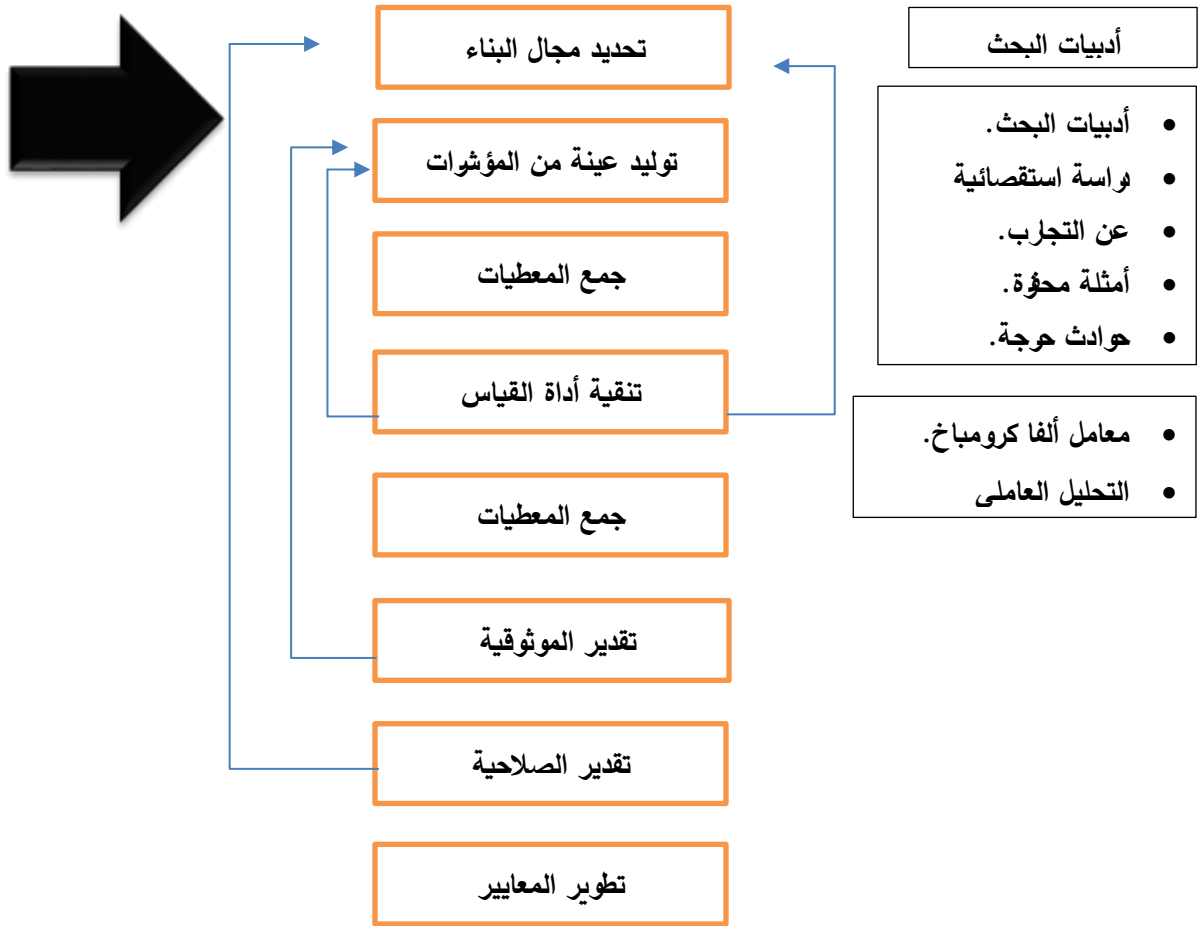 تحديد مجال البناء
توليد عينة من المؤشوات
جمع المعطيات
تنقية أداة القياس
جمع المعطيات
تقدير الموثوقية
تقدير الصلاحية
تطوير المعايير
أدبيات البحث
• أدبيات البحث.
• دراسة استقصائية
• عن التجارب.
• أمثلة محفزة.
• حوادث حرجة.
• معامل ألفا كرومباخ.
• التحليل العاملي